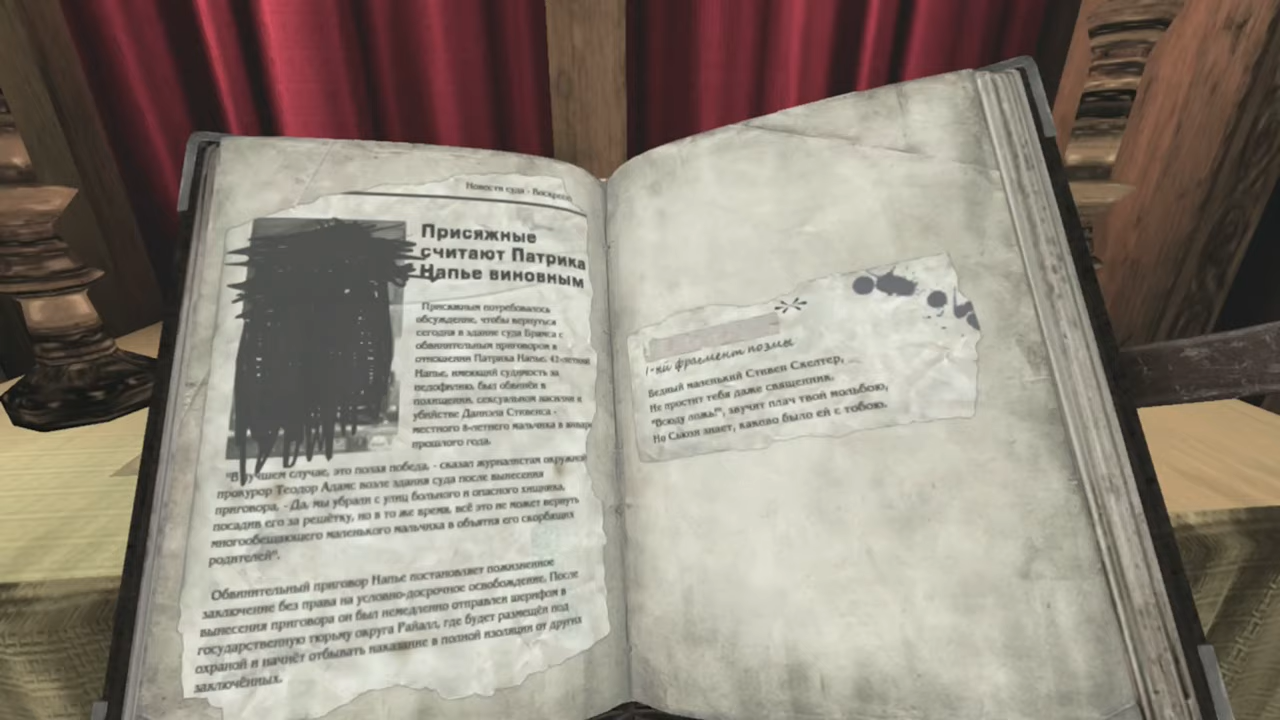 Новости суда - Воскресе
Присяжные
считают Патрика
Напье виновным
Присяжным потребовалось
обсуждение, чтобы вернуться
сегодня в здание суда Брямса с
обвинительным приговором в
отношении Патрика Напье. 42-летний
Напье, имеющий судимость за
педофилию, был обвинён в
похищении, сексуальном насилии и
убийстве Даниэла Стивенса -
местного 8-летнего мальчика в январе
прошлого года.
"В лучшем случае, это полая победа, - сказал журналистам окружной
прокурор Теодор Адамс возле здания суда после вынесения
приговора. - Да, мы убрали с улиц больного и опасного хищника,
посадив его за решётку, но в то же время, всё это не может вернуть
многообещающего маленького мальчика в объятия его скорбящих
родителей".
Обвинительный приговор Напье постановляет пожизненное
заключение без права на условно-досрочное освобождение. После
вынесения приговора он был немедленно отправлен шерифом в
государственную тюрьму округа Райалл, где будет размещён под
охраной и начнёт отбывать наказание в полной изоляции от других
заключённых.
1-ый фрагмент поэмы
Бедный маленький Стивен Скелтер,
Не простит тебя даже священник.
"Всюду ложь!", звучит плач твой мольбою,
Но Сьюзи знает, каково было ей с тобою.